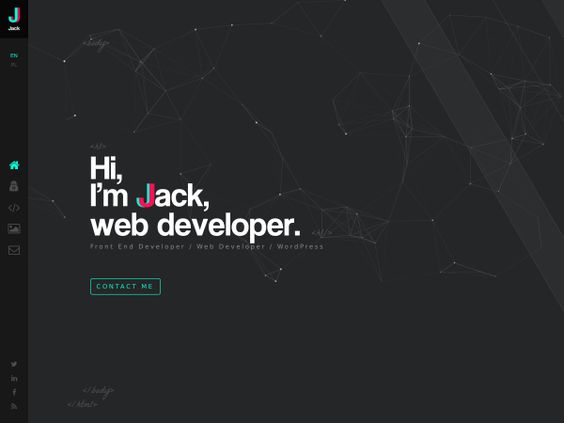 Jack
EN
<body>
<h1>
Hi,
I'm Jack,
web developer.
<h1/>
Front End Developer / Web Developer / WordPress
CONTACT ME
</body>
</html>